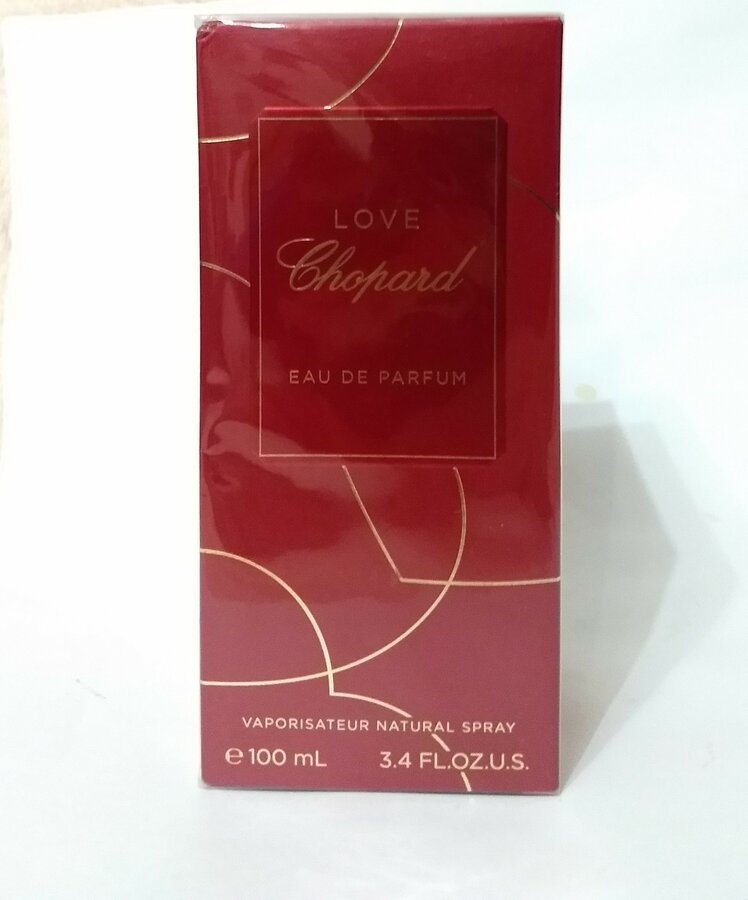 LOVE
Chopard
EAU DE PARFUM
VAPORISATEUR NATURAL SPRAY
℮ 100 mL 3.4 FL.OZ.U.S.